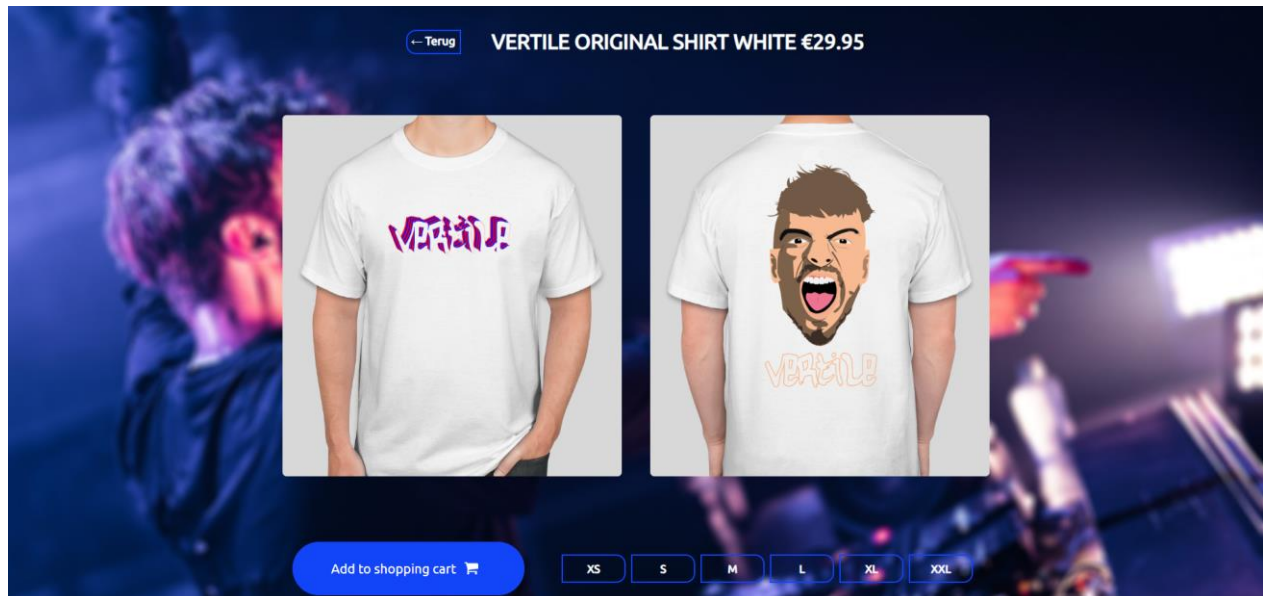 ←Terug
VERTILE ORIGINAL SHIRT WHITE €29.95
VERTILE
VERTILE
Add to shopping cart
XS S M L XL XXL